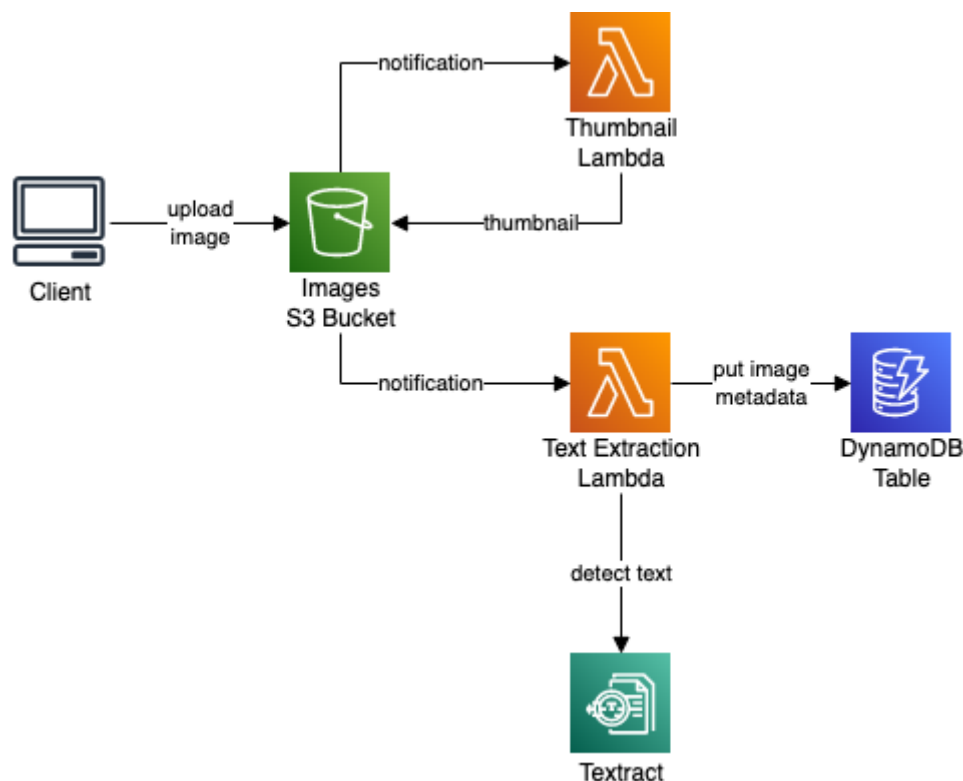 notification
Thumbnail
Lambda
upload
image
thumbnail
Client
Images
S3 Bucket
notification
put image
metadata
Text Extraction
Lambda
DynamoDB
Table
detect text
Textract